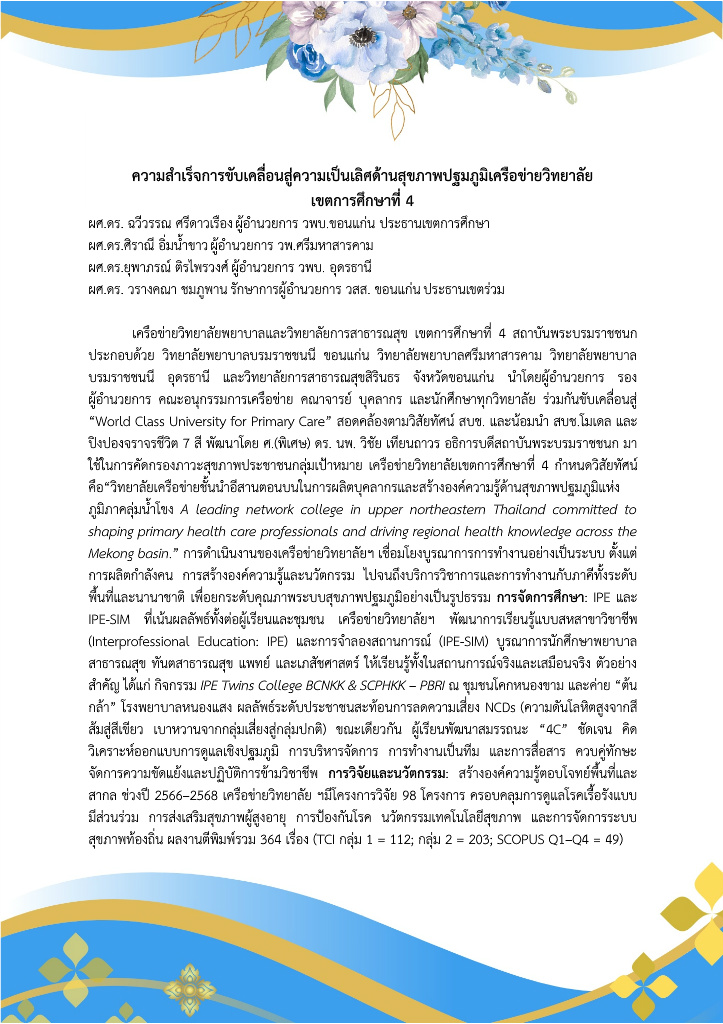 ความสำเร็จการขับเคลื่อนสู่ความเป็นเลิศด้านสุขภาพปฐมภูมิเครือข่ายวิทยาลัย
เขตการศึกษาที่ 4
ผศ.ดร. ฉวีวรรณ ศรีดาวเรือง ผู้อำนวยการ วพบ.ขอนแก่น ประธานเขตการศึกษา
ผศ.ดร.ศิราณี อิ่มน้ำขาว ผู้อำนวยการ วพ.ศรีมหาสารคาม
ผศ.ดร.ยุพาภรณ์ ติรไพรวงศ์ ผู้อำนวยการ วพบ. อุดรธานี
ผศ.ดร. วรางคณา ชมภูพาน รักษาการผู้อำนวยการ วสส. ขอนแก่น ประธานเขตร่วม
เครือข่ายวิทยาลัยพยาบาลและวิทยาลัยการสาธารณสุข เขตการศึกษาที่ 4 สถาบันพระบรมราชชนก
ประกอบด้วย วิทยาลัยพยาบาลบรมราชชนนี ขอนแก่น วิทยาลัยพยาบาลศรีมหาสารคาม วิทยาลัยพยาบาล
บรมราชชนนี อุดรธานี และวิทยาลัยการสาธารณสุขสิรินธร จังหวัดขอนแก่น นำโดยผู้อำนวยการ รอง
ผู้อำนวยการ คณะอนุกรรมการเครือข่าย คณาจารย์ บุคลากร และนักศึกษาทุกวิทยาลัย ร่วมกันขับเคลื่อนสู่
“World Class University for Primary Care” สอดคล้องตามวิสัยทัศน์ สบช. และน้อมนำ สบช.โมเดล และ
ปิงปองจราจรชีวิต 7 สี พัฒนาโดย ศ.(พิเศษ) ดร. นพ. วิชัย เทียนถาวร อธิการบดีสถาบันพระบรมราชชนก มา
ใช้ในการคัดกรองภาวะสุขภาพประชาชนกลุ่มเป้าหมาย เครือข่ายวิทยาลัยเขตการศึกษาที่ 4 กำหนดวิสัยทัศน์
คือ“วิทยาลัยเครือข่ายชั้นนำอีสานตอนบนในการผลิตบุคลากรและสร้างองค์ความรู้ด้านสุขภาพปฐมภูมิแห่ง
ภูมิภาคลุ่มน้ำโขง A leading network college in upper northeastern Thailand committed to
shaping primary health care professionals and driving regional health knowledge across the
Mekong basin.” การดำเนินงานของเครือข่ายวิทยาลัยฯ เชื่อมโยงบูรณาการการทำงานอย่างเป็นระบบ ตั้งแต่
การผลิตกำลังคน การสร้างองค์ความรู้และนวัตกรรม ไปจนถึงบริการวิชาการและการทำงานกับภาคีทั้งระดับ
พื้นที่และนานาชาติ เพื่อยกระดับคุณภาพระบบสุขภาพปฐมภูมิอย่างเป็นรูปธรรม การจัดการศึกษา: IPE และ
IPE-SIM ที่เน้นผลลัพธ์ทั้งต่อผู้เรียนและชุมชน เครือข่ายวิทยาลัยฯ พัฒนาการเรียนรู้แบบสหสาขาวิชาชีพ
(Interprofessional Education: IPE) และการจำลองสถานการณ์ (IPE-SIM) บูรณาการนักศึกษาพยาบาล
สาธารณสุข ทันตสาธารณสุข แพทย์ และเภสัชศาสตร์ ให้เรียนรู้ทั้งในสถานการณ์จริงและเสมือนจริง ตัวอย่าง
สำคัญ ได้แก่ กิจกรรม IPE Twins College BCNKK & SCPHKK – PBRI ณ ชุมชนโคกหนองขาม และค่าย “ต้น
กล้า” โรงพยาบาลหนองแสง ผลลัพธ์ระดับประชาชนสะท้อนการลดความเสี่ยง NCDs (ความดันโลหิตสูงจากสี
ส้มสู่สีเขียว เบาหวานจากกลุ่มเสี่ยงสู่กลุ่มปกติ) ขณะเดียวกัน ผู้เรียนพัฒนาสมรรถนะ “4C” ชัดเจน คิด
วิเคราะห์ออกแบบการดูแลเชิงปฐมภูมิ การบริหารจัดการ การทำงานเป็นทีม และการสื่อสาร ควบคู่ทักษะ
จัดการความขัดแย้งและปฏิบัติการข้ามวิชาชีพ การวิจัยและนวัตกรรม: สร้างองค์ความรู้ตอบโจทย์พื้นที่และ
สากล ช่วงปี 2566–2568 เครือข่ายวิทยาลัย ฯมีโครงการวิจัย 98 โครงการ ครอบคลุมการดูแลโรคเรื้อรังแบบ
มีส่วนร่วม การส่งเสริมสุขภาพผู้สูงอายุ การป้องกันโรค นวัตกรรมเทคโนโลยีสุขภาพ และการจัดการระบบ
สุขภาพท้องถิ่น ผลงานตีพิมพ์รวม 364 เรื่อง (TCI กลุ่ม 1 = 112; กลุ่ม 2 = 203; SCOPUS Q1–Q4 = 49)